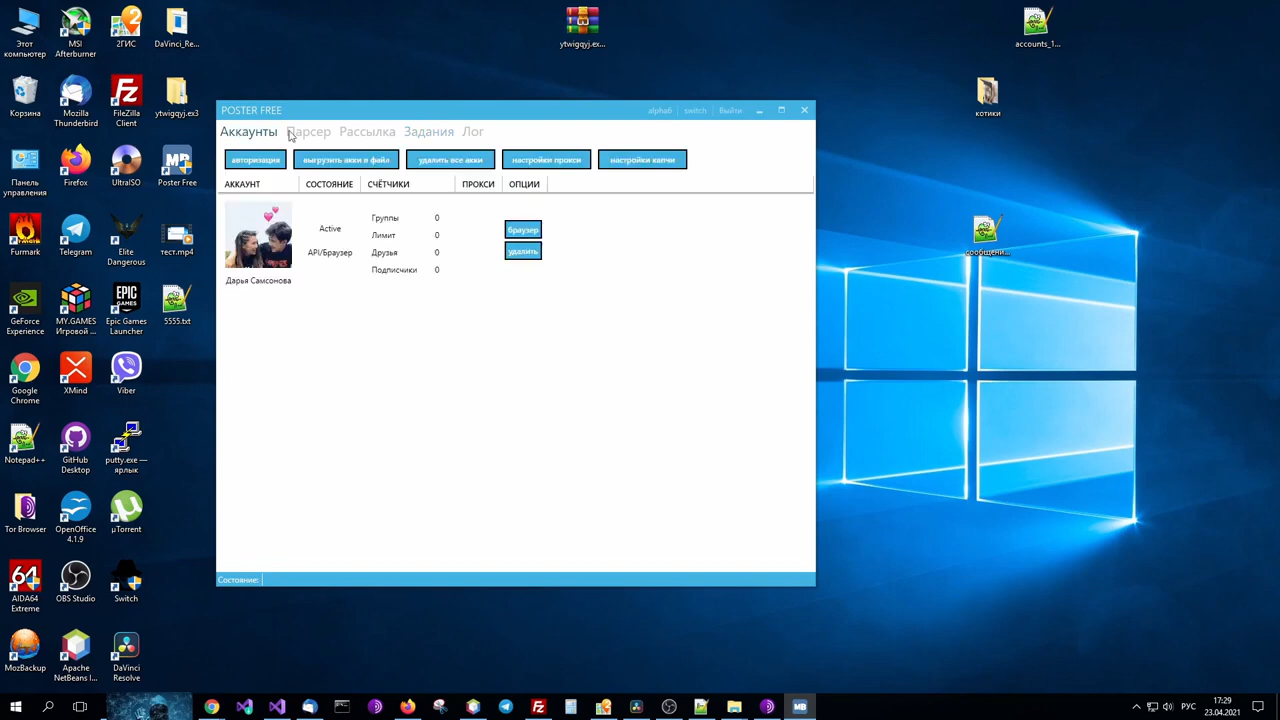 Этот компьютер
MSI Afterburner
2ГИС
DaVinci_Re...
Корзина
Mozilla Thunderbird
FileZilla Client
ytwigqyj.ex3
Панель управления
Firefox
UltraISO
Poster Free
Furmark
Telegram
Elite Dangerous
тест.mp4
GeForce Experience
MY.GAMES Игровой ...
Epic Games Launcher
5555.txt
Google Chrome
XMind
Viber
Notepad++
GitHub Desktop
putty.exe — ярлык
Tor Browser
OpenOffice 4.1.9
µTorrent
AIDA64 Extreme
OBS Studio
Switch
MozBackup
Apache NetBeans I...
DaVinci Resolve
ytwigqyj.ex...
accounts_1...
котики
сообщени...
POSTER FREE
alpha6
switch
Выйти
Аккаунты Парсер Рассылка Задания Лог
авторизация
выгрузить акки в файл
удалить все акки
настройки прокси
настройки капчи
АККАУНТ СОСТОЯНИЕ СЧЁТЧИКИ ПРОКСИ ОПЦИИ
Active
API/Браузер
Группы 0
Лимит 0
Друзья 0
Подписчики 0
браузер
удалить
Дарья Самсонова
Состояние:
РУС
17:29
23.04.2021